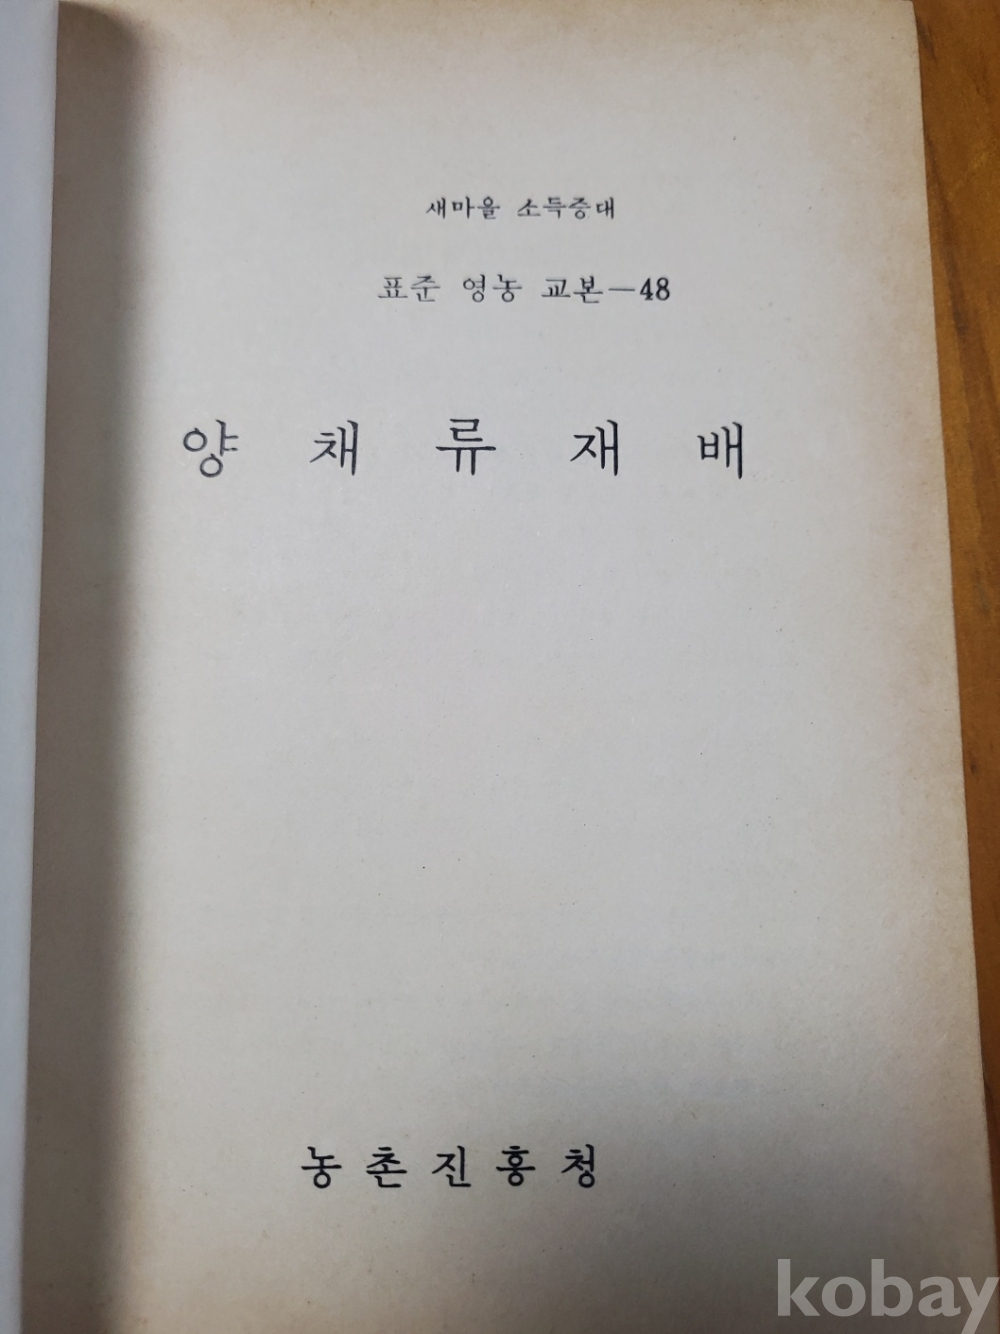 새마을 소득증대
표준 영농 교본—48
양 채 류 재 배
농촌진흥청
kobay